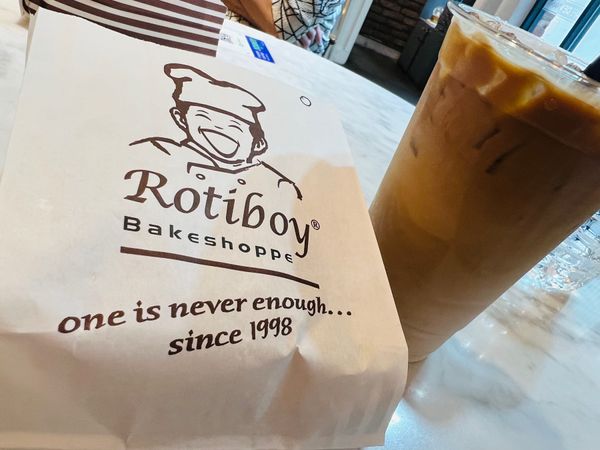 Rotiboy®
Bakeshoppe
one is never enough...
since 1998